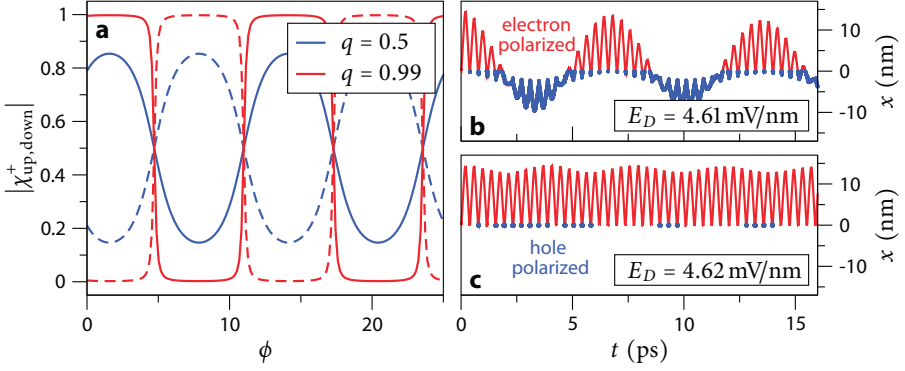 a
q = 0.5
q = 0.99
|χ⁺up,down|
1
0.8
0.6
0.4
0.2
0
0 10 20
ϕ
electron
polarized
b
E_D = 4.61 mV/nm
10
0
-10
x (nm)
hole
polarized
c
E_D = 4.62 mV/nm
10
0
-10
x (nm)
0 5 10 15
t (ps)